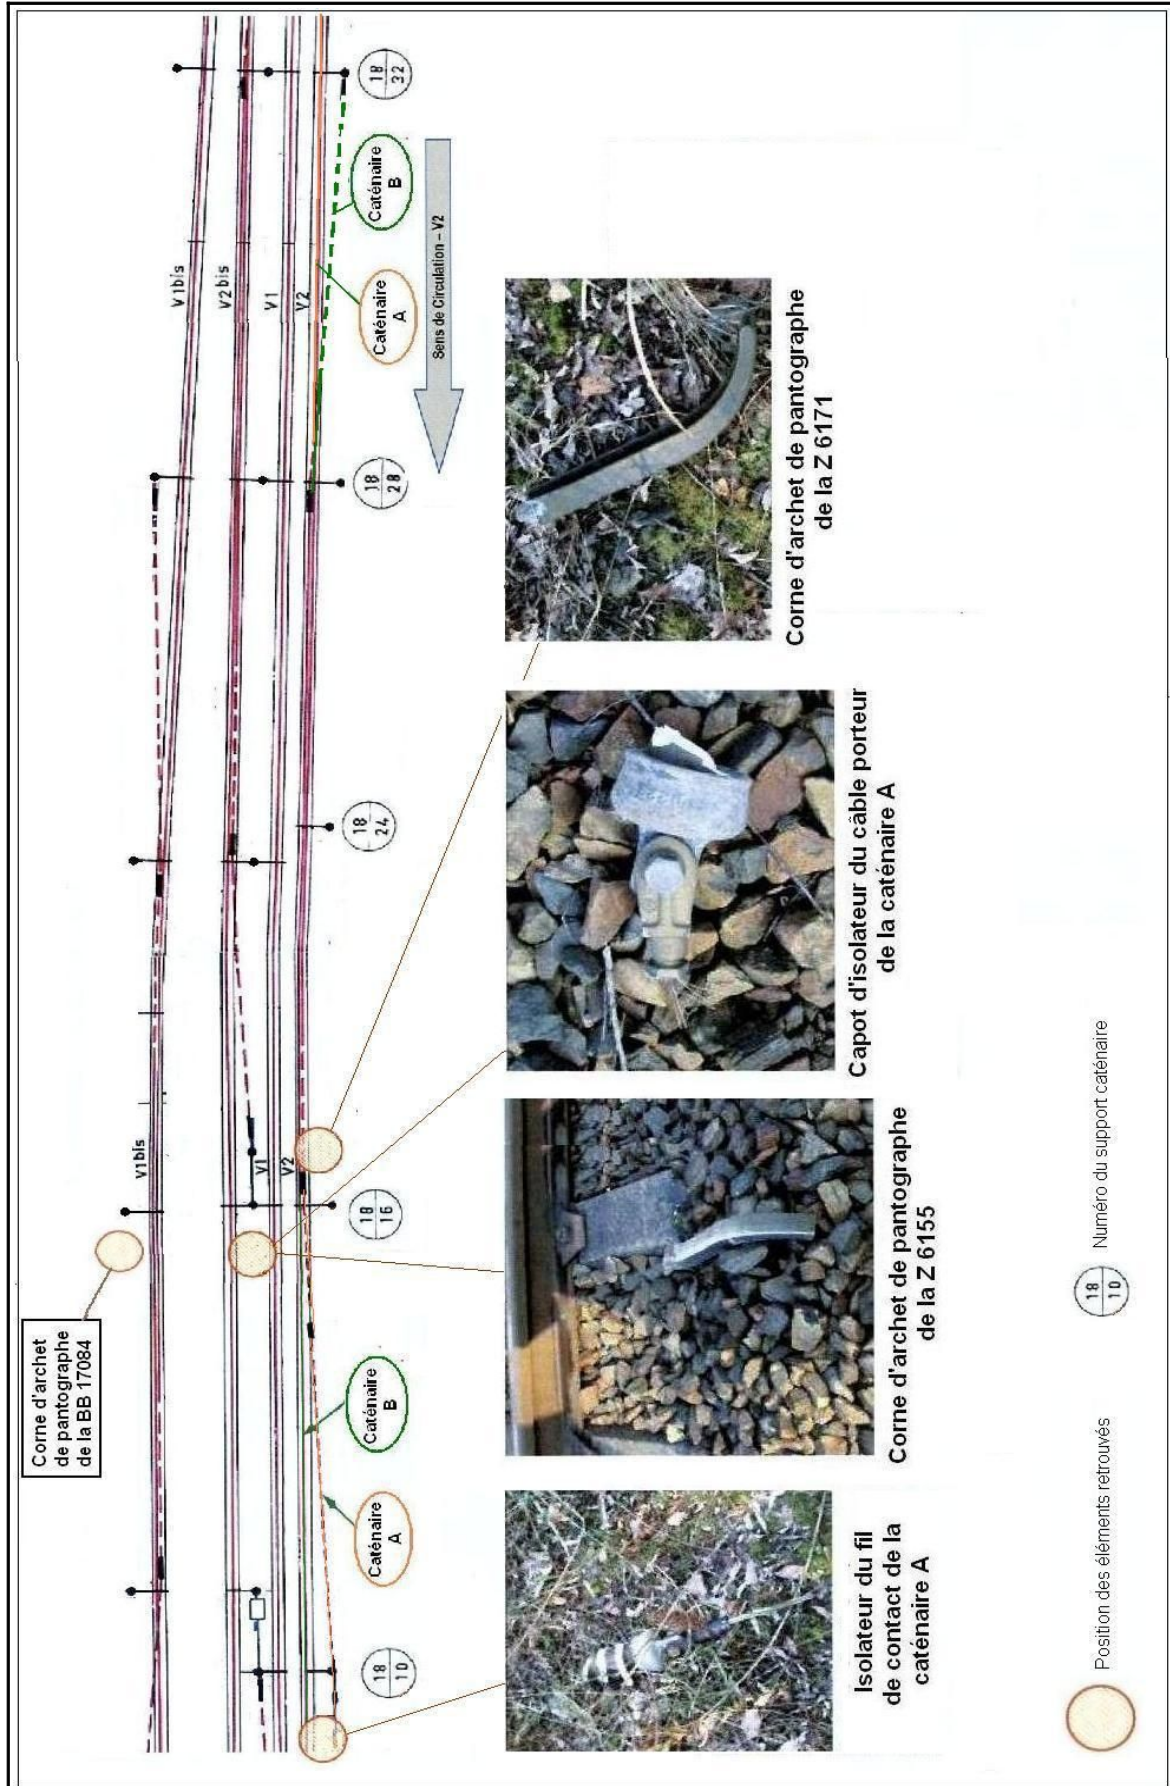 Corne d'archet
de pantographe
de la BB 17084
V1bis
V2bis
V1
V2
V1bis
V1
V2
18
32
18
28
18
24
18
16
18
10
Caténaire
B
Caténaire
A
Caténaire
B
Caténaire
A
Sens de Circulation – V2
Isolateur du fil
de contact de la
caténaire A
Corne d'archet de pantographe
de la Z 6155
Capot d'isolateur du câble porteur
de la caténaire A
Corne d'archet de pantographe
de la Z 6171
Position des éléments retrouvés
18
10
Numéro du support caténaire